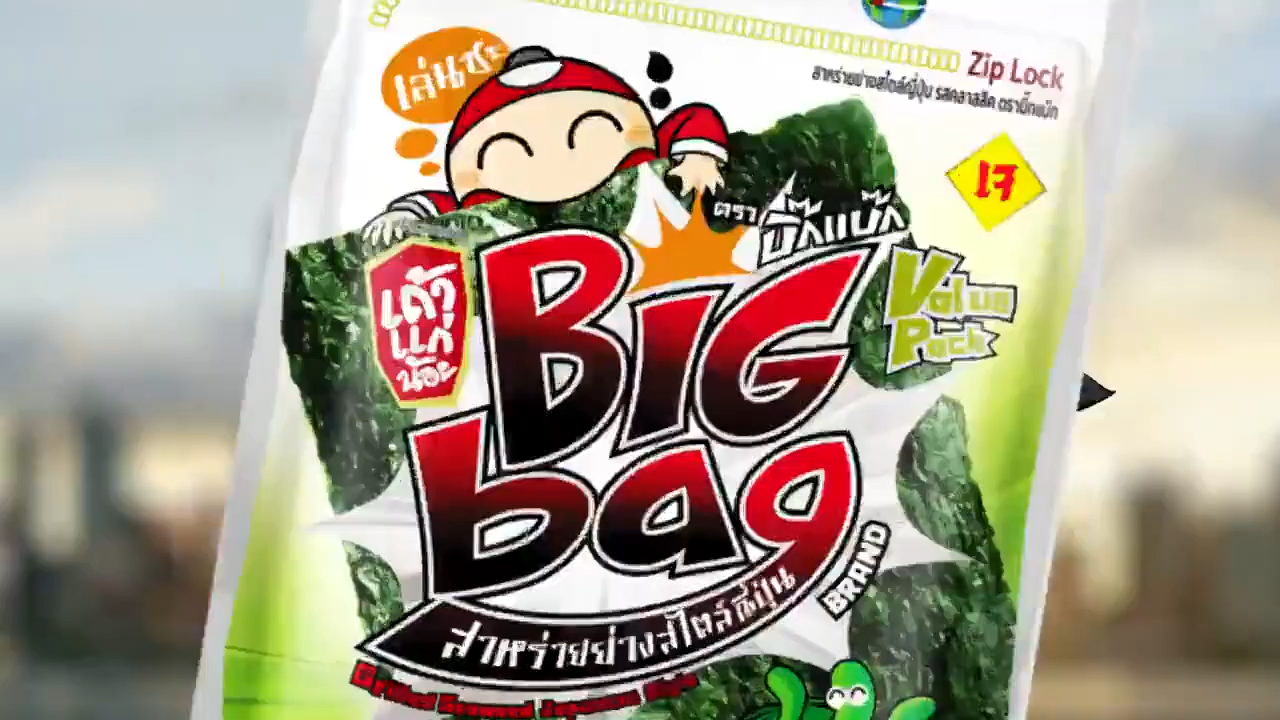 Zip Lock
สาหร่ายย่างสไตล์ญี่ปุ่น รสคลาสสิค ตราบิ๊กแบ๊ก
เล่นซะ
เจ
ตรา บิ๊กแบ๊ก
เถ้า
แก่
น้อย
Value
Pack
BIG
bag
BRAND
สาหร่ายย่างสไตล์ญี่ปุ่น
Grilled Seaweed Japanese Style